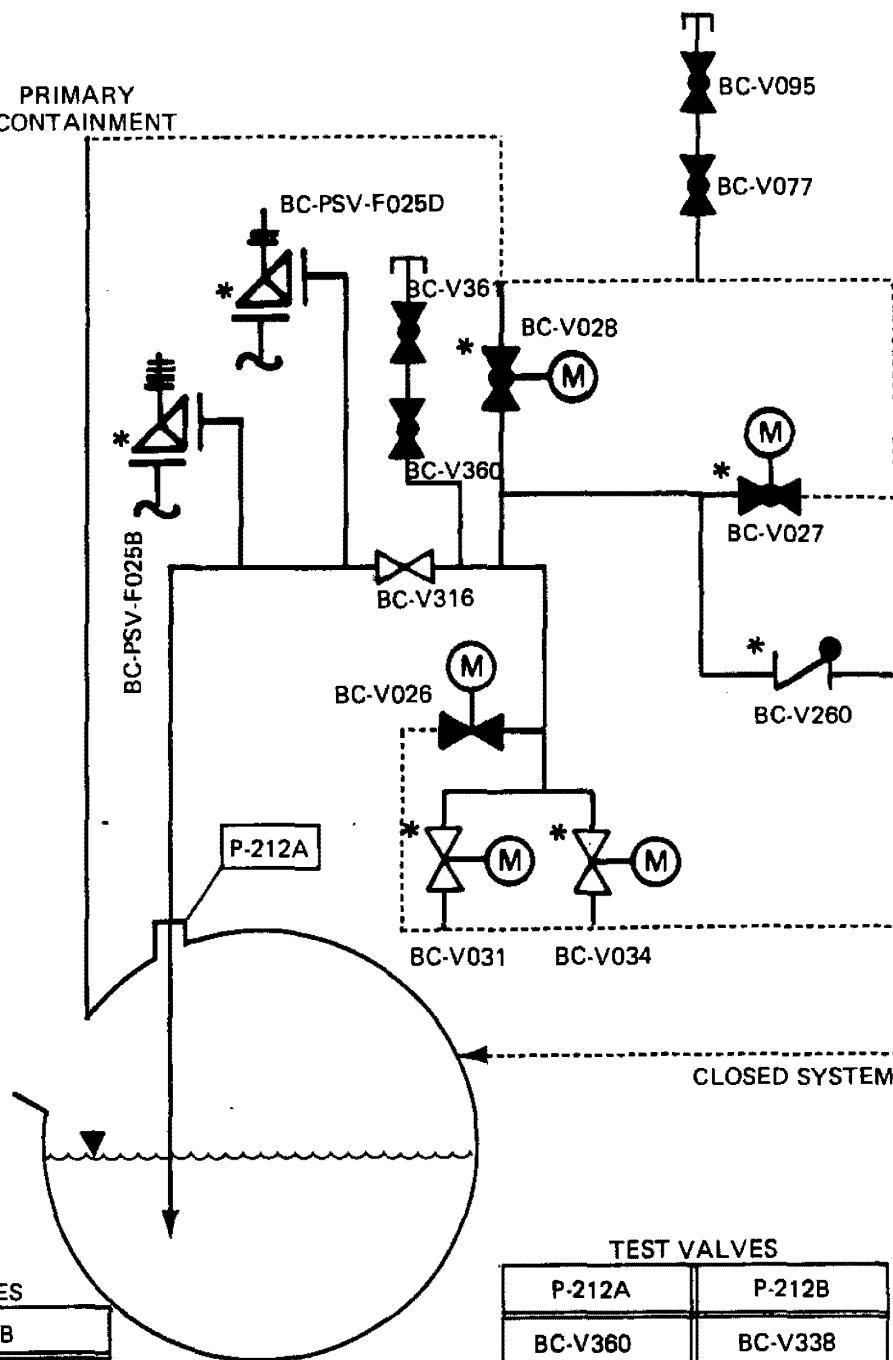 PRIMARY
CONTAINMENT
BC-V095
BC-V077
BC-PSV-F025D
*
BC-V361
BC-V028
*
M
BC-V360
*
BC-PSV-F025B
M
*
BC-V027
BC-V316
M
BC-V026
*
BC-V260
*
M
*
M
P-212A
BC-V031
BC-V034
CLOSED SYSTEM
TEST VALVES
P-212A P-212B
BC-V360 BC-V338
ES
B